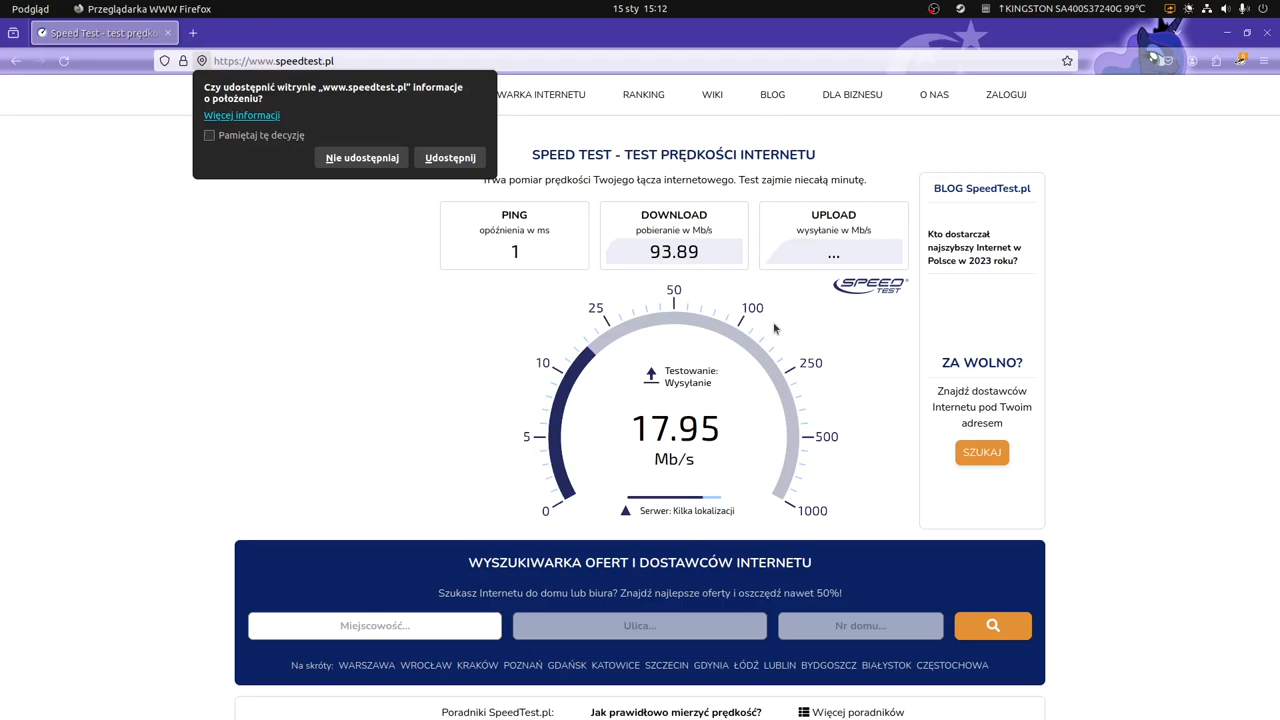 Podgląd
Przeglądarka WWW Firefox
15 sty 15:12
↑KINGSTON SA400S37240G 99°C
Speed Test - test prędko
https://www.speedtest.pl
Czy udostępnić witrynie „www.speedtest.pl” informacje
o położeniu?
Więcej informacji
Pamiętaj tę decyzję
Nie udostępniaj
Udostępnij
WARKA INTERNETU
RANKING
WIKI
BLOG
DLA BIZNESU
O NAS
ZALOGUJ
SPEED TEST - TEST PRĘDKOŚCI INTERNETU
Trwa pomiar prędkości Twojego łącza internetowego. Test zajmie niecałą minutę.
PING
opóźnienia w ms
1
DOWNLOAD
pobieranie w Mb/s
93.89
UPLOAD
wysyłanie w Mb/s
...
SPEED
TEST
0
5
10
25
50
100
250
500
1000
Testowanie:
Wysyłanie
17.95
Mb/s
Serwer: Kilka lokalizacji
BLOG SpeedTest.pl
Kto dostarczał
najszybszy Internet w
Polsce w 2023 roku?
ZA WOLNO?
Znajdź dostawców
Internetu pod Twoim
adresem
SZUKAJ
WYSZUKIWARKA OFERT I DOSTAWCÓW INTERNETU
Szukasz Internetu do domu lub biura? Znajdź najlepsze oferty i oszczędź nawet 50%!
Miejscowość...
Ulica...
Nr domu...
Na skróty: WARSZAWA WROCŁAW KRAKÓW POZNAŃ GDAŃSK KATOWICE SZCZECIN GDYNIA ŁÓDŹ LUBLIN BYDGOSZCZ BIAŁYSTOK CZĘSTOCHOWA
Poradniki SpeedTest.pl:
Jak prawidłowo mierzyć prędkość?
Więcej poradników